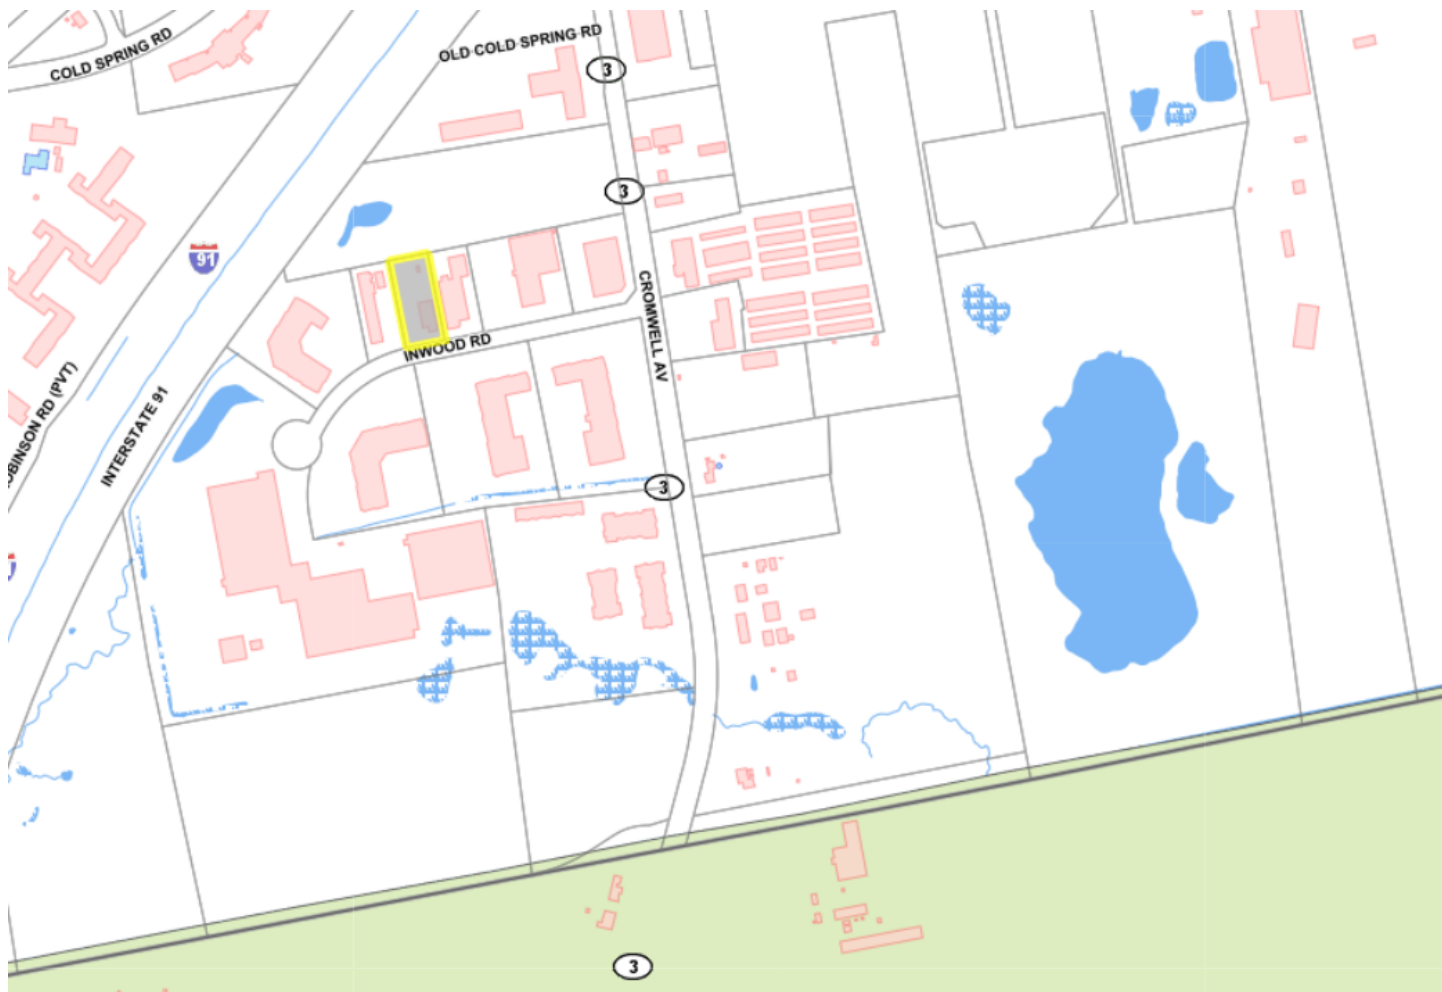 COLD SPRING RD
OLD COLD SPRING RD
3
3
91
CROMWELL AV
INWOOD RD
OBINSON RD (PVT)
INTERSTATE 91
3
3